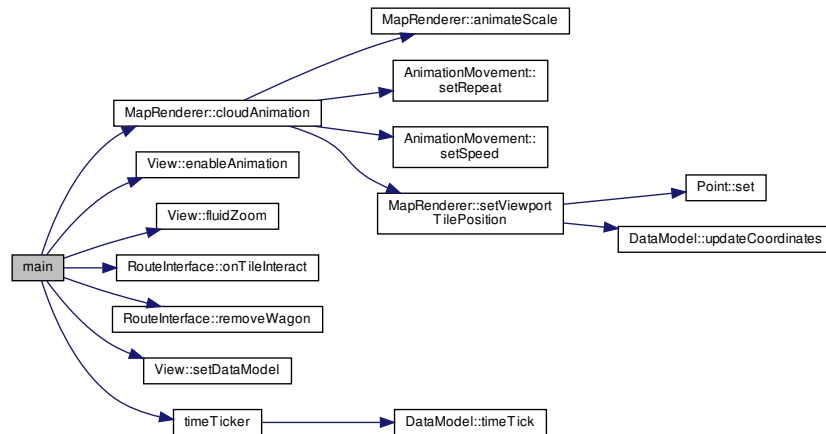 MapRenderer::animateScale
AnimationMovement::
setRepeat
MapRenderer::cloudAnimation
AnimationMovement::
setSpeed
View::enableAnimation
Point::set
MapRenderer::setViewport
TilePosition
View::fluidZoom
DataModel::updateCoordinates
main
RouteInterface::onTileInteract
RouteInterface::removeWagon
View::setDataModel
timeTicker
DataModel::timeTick